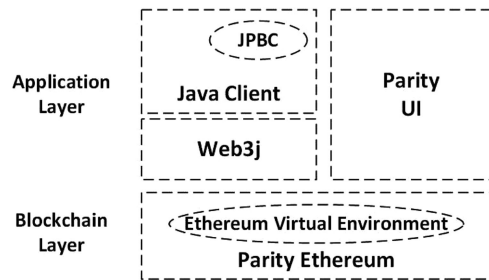 JPBC
Java Client
Application
Layer
Parity
UI
Web3j
Blockchain
Layer
Ethereum Virtual Environment
Parity Ethereum